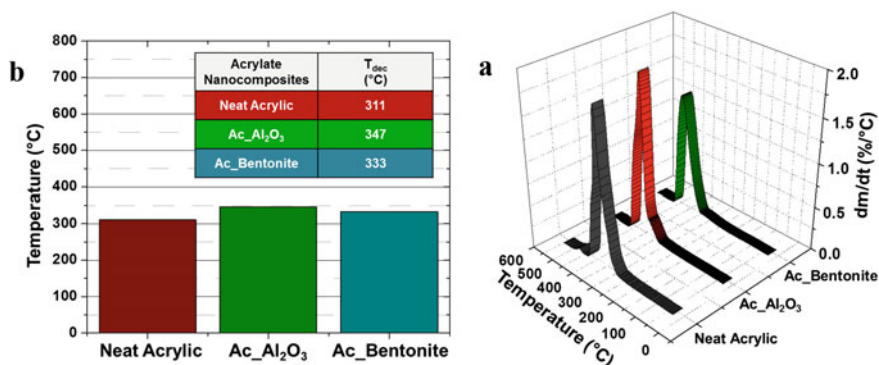 b
800
700
600
500
400
300
200
100
0
Temperature (°C)
Acrylate Nanocomposites T_dec (°C)
Neat Acrylic 311
Ac_Al₂O₃ 347
Ac_Bentonite 333
Neat Acrylic Ac_Al₂O₃ Ac_Bentonite
a
2.0
1.5
1.0
0.5
0.0
dm/dt (%/°C)
600
500
400
300
200
100
0
Temperature (°C)
Ac_Bentonite
Ac_Al₂O₃
Neat Acrylic